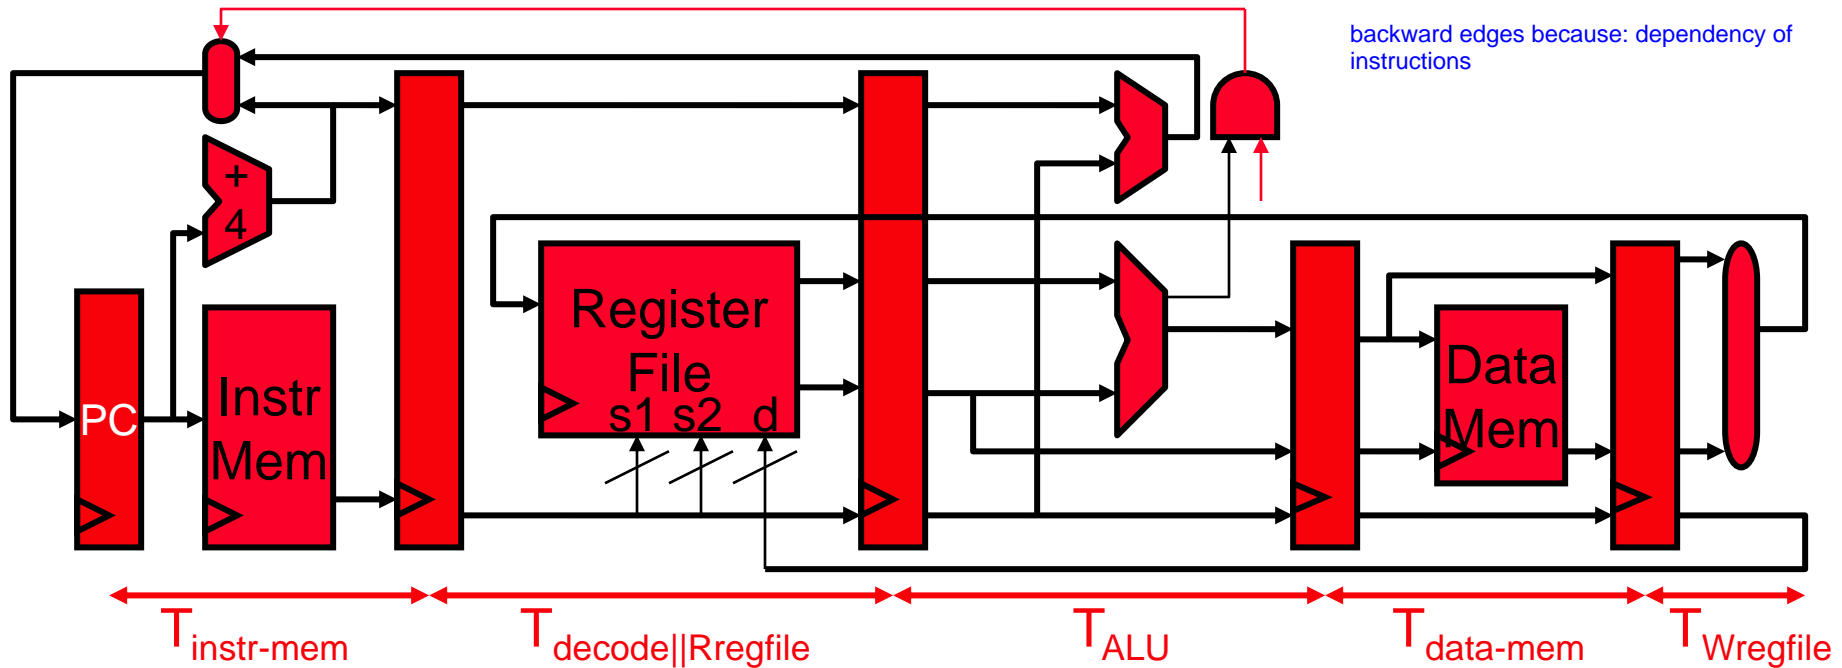 backward edges because: dependency of
instructions
+
4
PC
Instr
Mem
Register
File
s1 s2 d
Data
Mem
Tinstr-mem
Tdecode||Rregfile
TALU
Tdata-mem
TWregfile